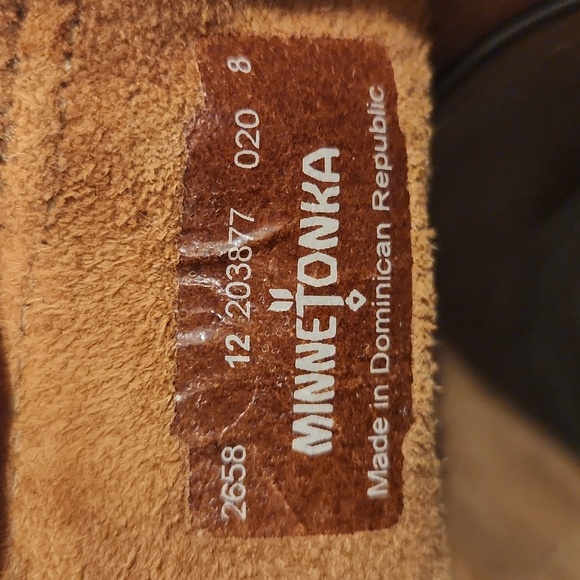 2658 12 203877 020 8
MINNETONKA
Made in Dominican Republic